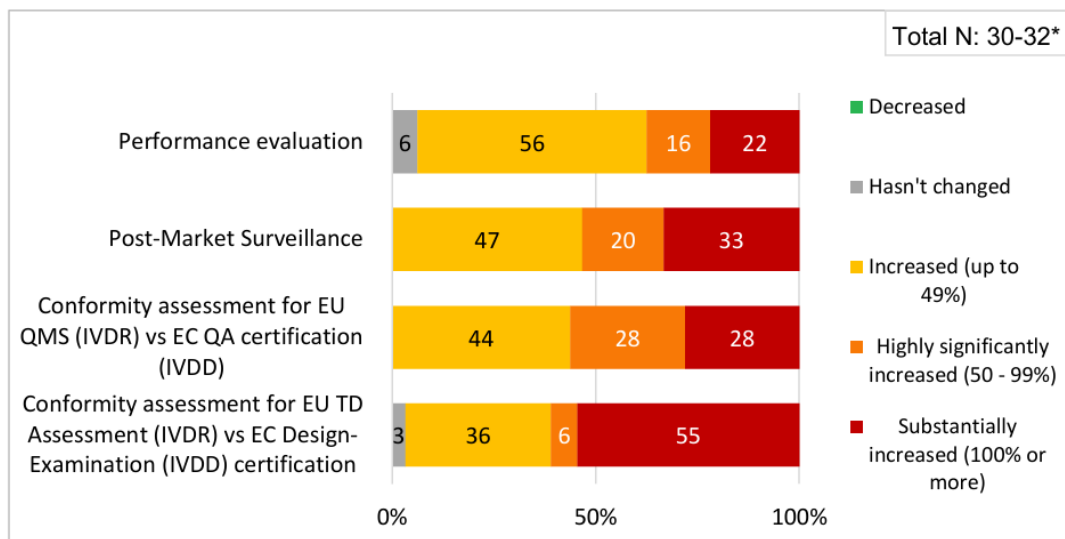 Total N: 30-32*
Performance evaluation
6 56 16 22
Post-Market Surveillance
47 20 33
Conformity assessment for EU
QMS (IVDR) vs EC QA certification
(IVDD)
44 28 28
Conformity assessment for EU TD
Assessment (IVDR) vs EC Design-
Examination (IVDD) certification
3 36 6 55
0% 50% 100%
Decreased
Hasn't changed
Increased (up to
49%)
Highly significantly
increased (50 - 99%)
Substantially
increased (100% or
more)